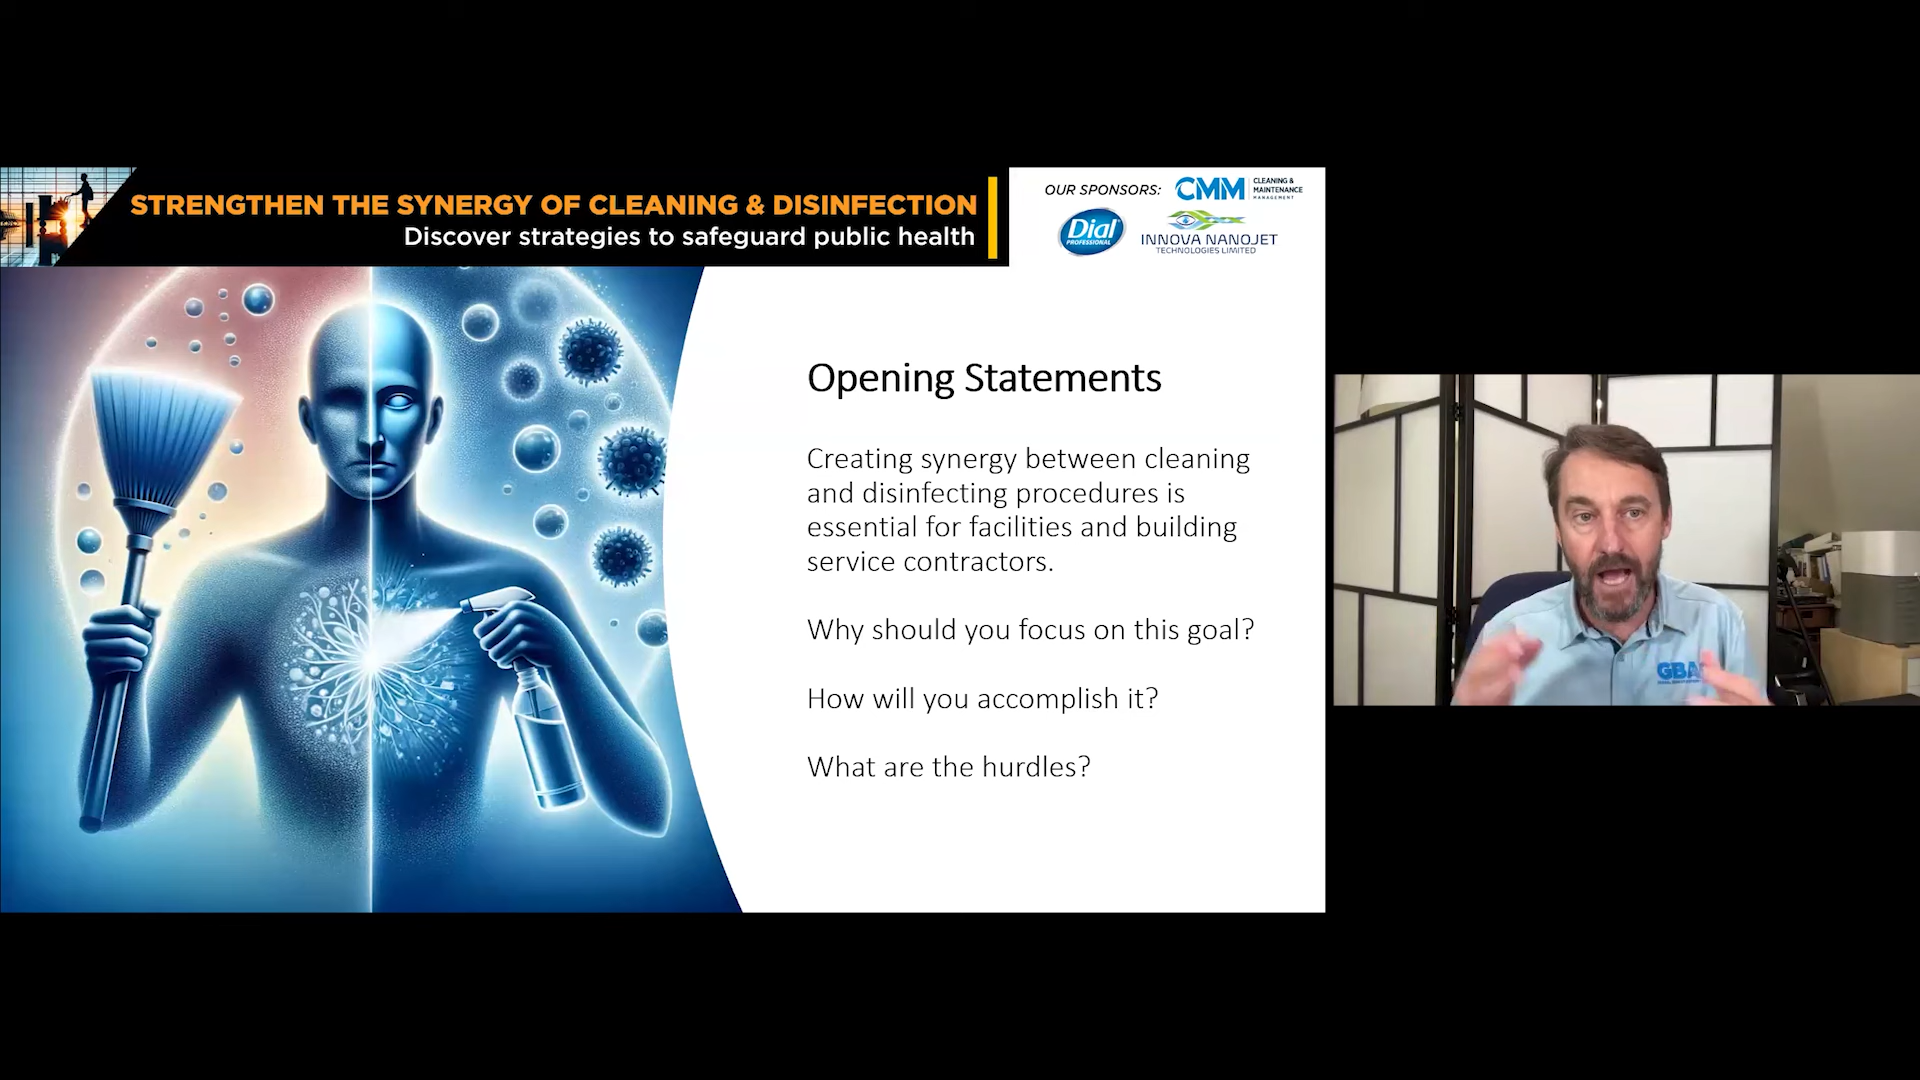 STRENGTHEN THE SYNERGY OF CLEANING & DISINFECTION
Discover strategies to safeguard public health
OUR SPONSORS:
CMM
CLEANING &
MAINTENANCE
MANAGEMENT
Dial
PROFESSIONAL
INNOVA NANOJET
TECHNOLOGIES LIMITED
Opening Statements
Creating synergy between cleaning
and disinfecting procedures is
essential for facilities and building
service contractors.
Why should you focus on this goal?
How will you accomplish it?
What are the hurdles?
GBA